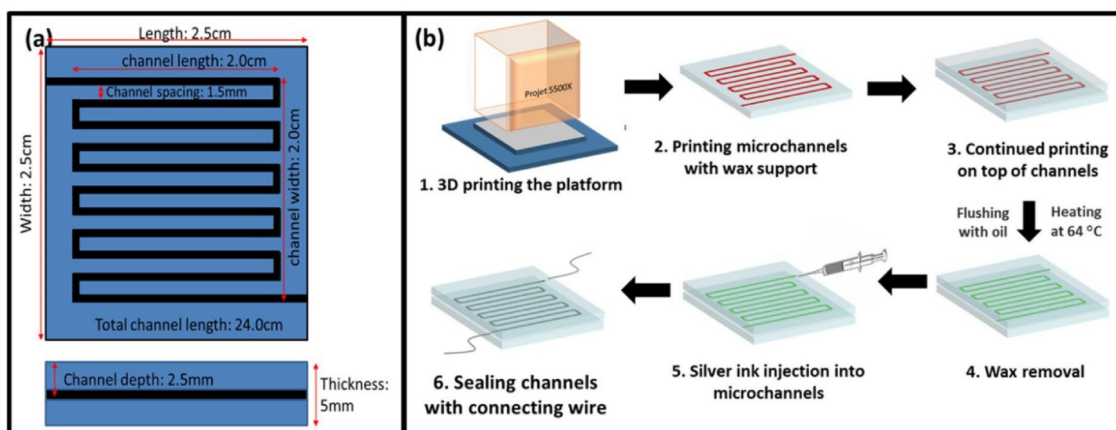 (a)
Length: 2.5cm
channel length: 2.0cm
Channel spacing: 1.5mm
Width: 2.5cm
channel width: 2.0cm
Total channel length: 24.0cm
Channel depth: 2.5mm
Thickness:
5mm
(b)
Projet 5500X
1. 3D printing the platform
2. Printing microchannels
with wax support
3. Continued printing
on top of channels
Flushing
with oil
Heating
at 64 °C
4. Wax removal
5. Silver ink injection into
microchannels
6. Sealing channels
with connecting wire